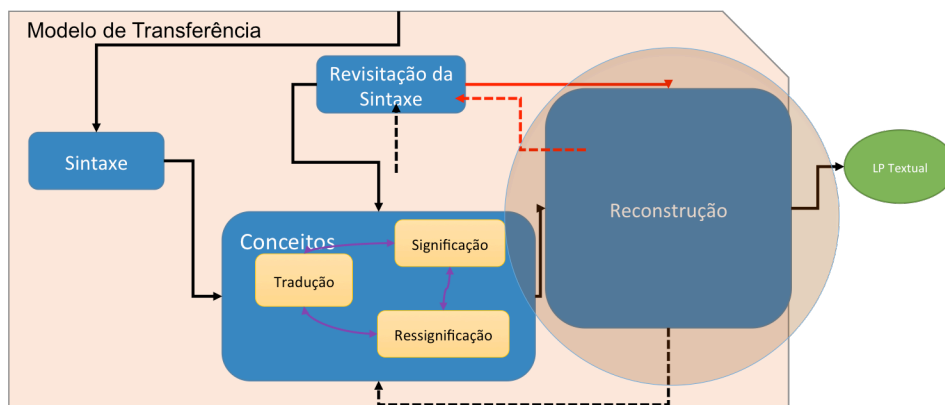 Modelo de Transferência
Revisitação da
Sintaxe
Sintaxe
LP Textual
Reconstrução
Conceitos
Significação
Tradução
Ressignificação